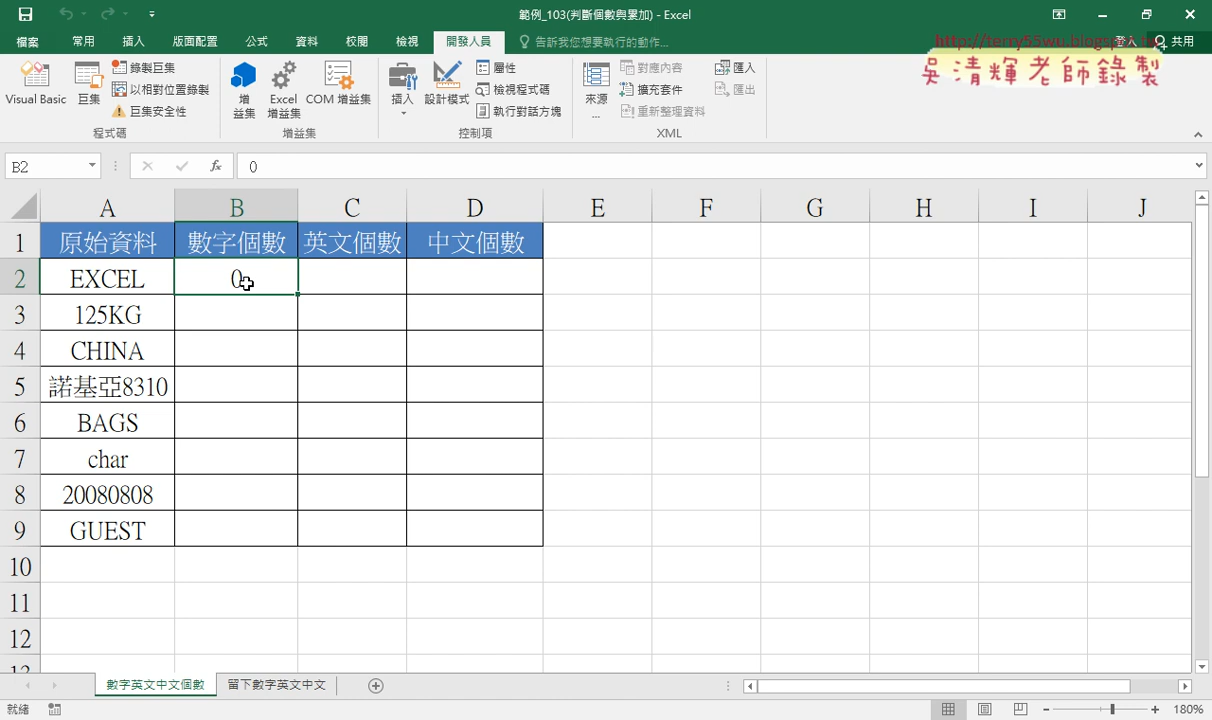 範例_103(判斷個數與累加) - Excel
檔案 常用 插入 版面配置 公式 資料 校閱 檢視 開發人員 告訴我您想要執行的動作... 登入 共用
http://terry55wu.blogspot.tw
吳清輝老師錄製
Visual Basic 巨集 錄製巨集 以相對位置錄製 巨集安全性
程式碼
增益集 Excel 增益集 COM 增益集
增益集
插入 設計模式 屬性 檢視程式碼 執行對話方塊
控制項
來源... 對應內容 擴充套件 重新整理資料 匯入 匯出
XML
B2 fx 0
A B C D E F G H I J
1 原始資料 數字個數 英文個數 中文個數
2 EXCEL 0
3 125KG
4 CHINA
5 諾基亞8310
6 BAGS
7 char
8 20080808
9 GUEST
10
11
12
13
數字英文中文個數 留下數字英文中文
就緒 180%